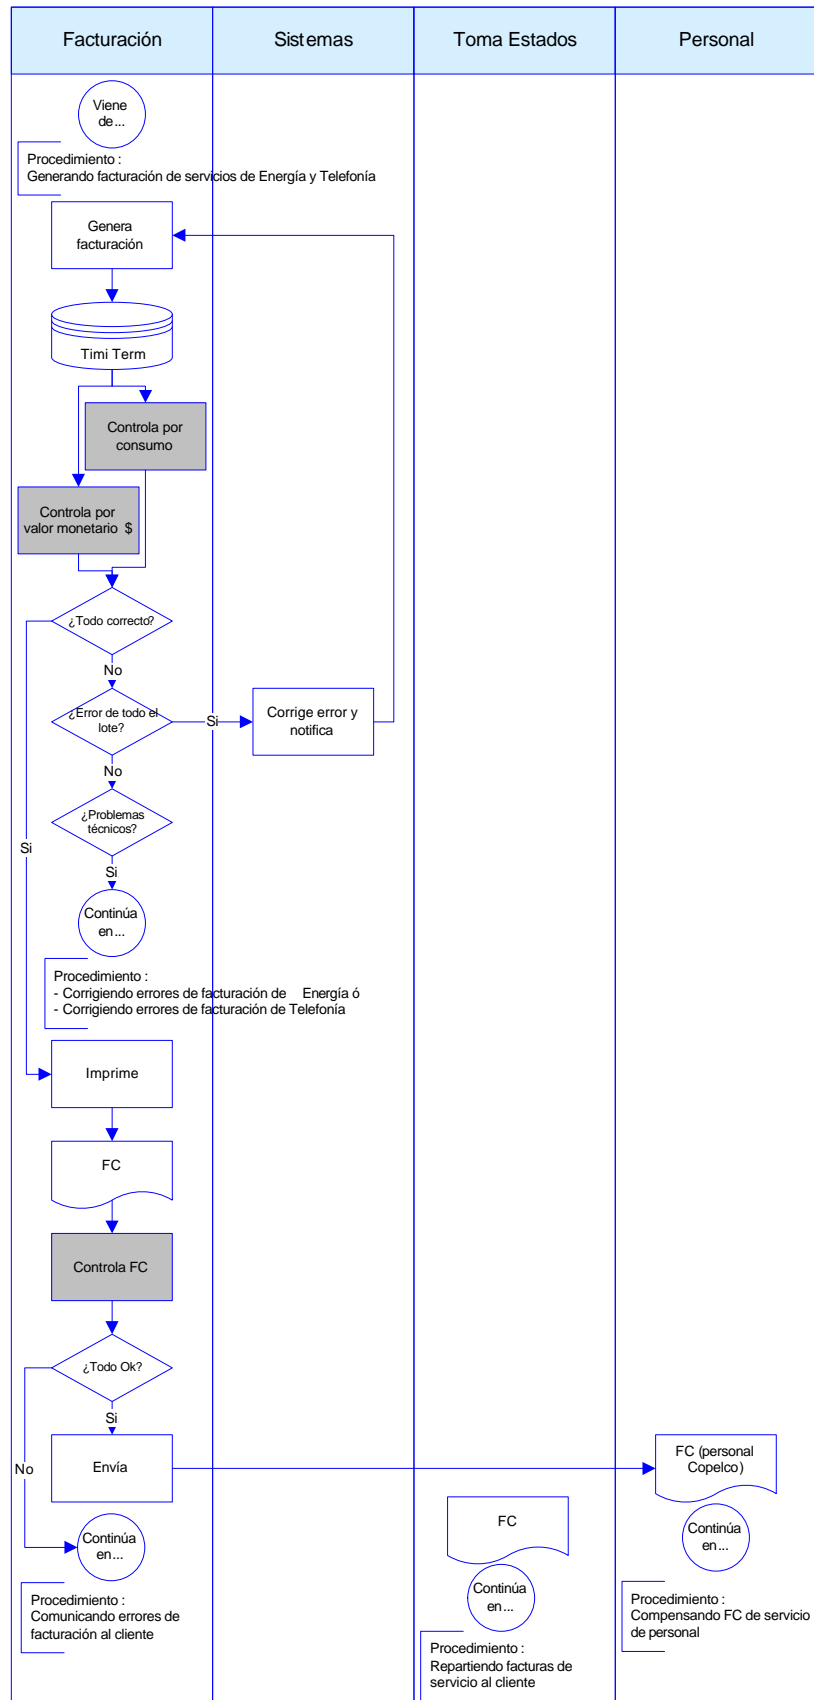 Facturación
Sistemas
Toma Estados
Personal
Viene
de...
Procedimiento :
Generando facturación de servicios de Energía y Telefonía
Genera
facturación
Timi Term
Controla por
consumo
Controla por
valor monetario $
¿Todo correcto?
No
¿Error de todo el
lote?
Si
Corrige error y
notifica
No
¿Problemas
técnicos?
Si
Si
Continúa
en...
Procedimiento :
- Corrigiendo errores de facturación de Energía ó
- Corrigiendo errores de facturación de Telefonía
Imprime
FC
Controla FC
¿Todo Ok?
Si
No
Envía
FC (personal
Copelco)
FC
Continúa
en...
Continúa
en...
Continúa
en...
Procedimiento :
Comunicando errores de
facturación al cliente
Procedimiento :
Repartiendo facturas de
servicio al cliente
Procedimiento :
Compensando FC de servicio
de personal